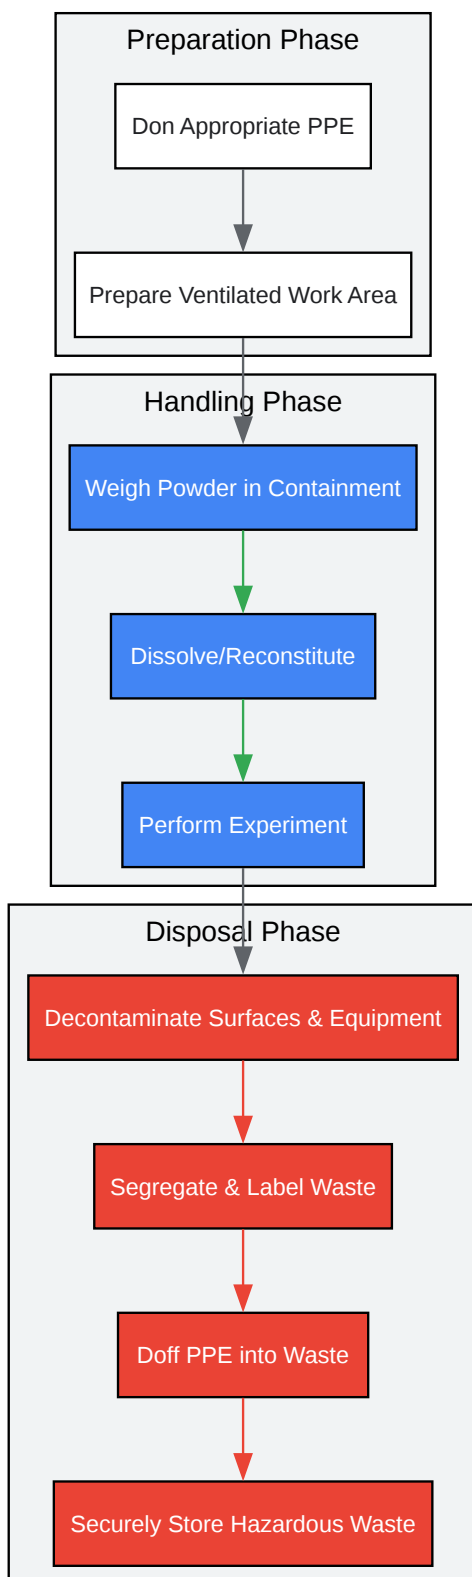 Preparation Phase
Don Appropriate PPE
Prepare Ventilated Work Area
Handling Phase
Weigh Powder in Containment
Dissolve/Reconstitute
Perform Experiment
Disposal Phase
Decontaminate Surfaces & Equipment
Segregate & Label Waste
Doff PPE into Waste
Securely Store Hazardous Waste